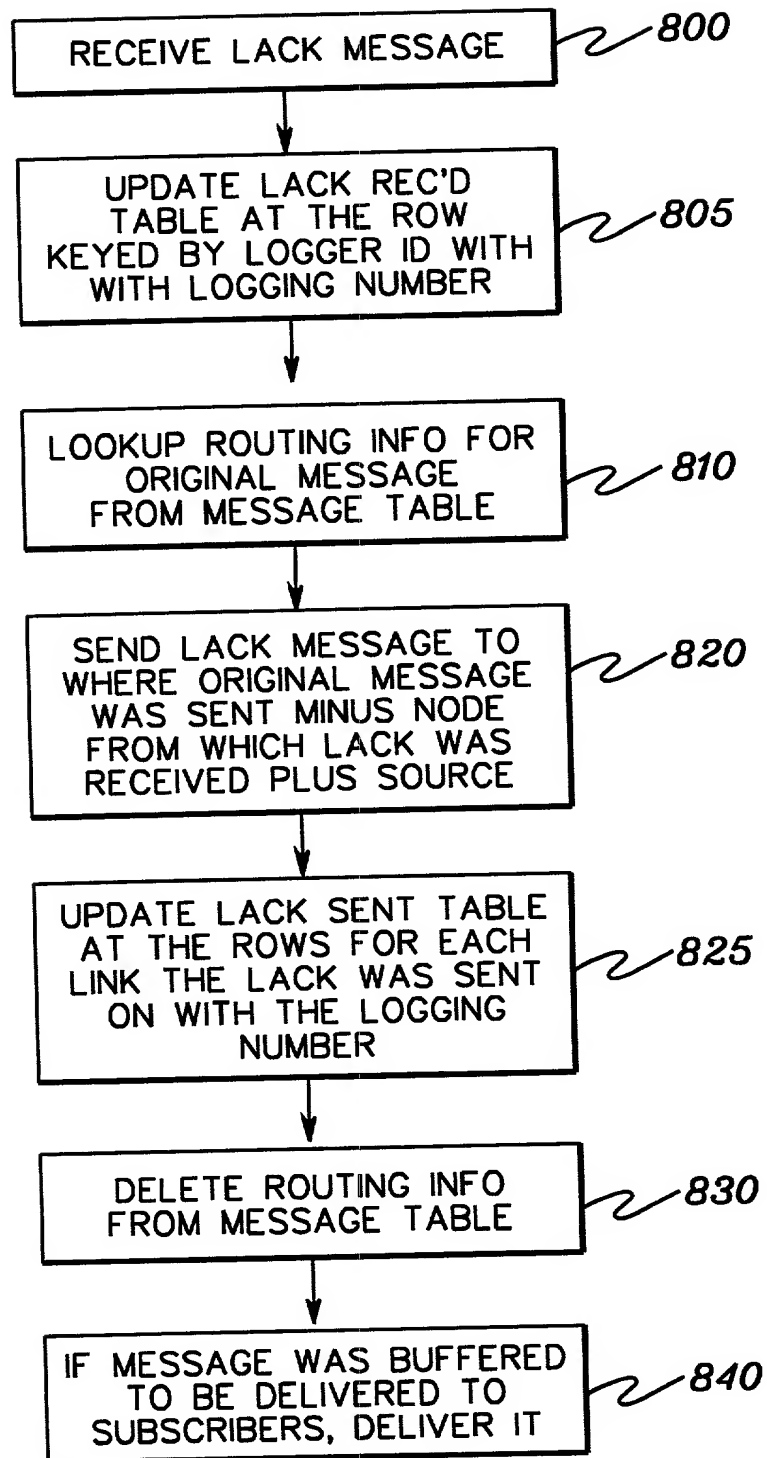 RECEIVE LACK MESSAGE
800
UPDATE LACK REC'D
TABLE AT THE ROW
KEYED BY LOGGER ID WITH
WITH LOGGING NUMBER
805
LOOKUP ROUTING INFO FOR
ORIGINAL MESSAGE
FROM MESSAGE TABLE
810
SEND LACK MESSAGE TO
WHERE ORIGINAL MESSAGE
WAS SENT MINUS NODE
FROM WHICH LACK WAS
RECEIVED PLUS SOURCE
820
UPDATE LACK SENT TABLE
AT THE ROWS FOR EACH
LINK THE LACK WAS SENT
ON WITH THE LOGGING
NUMBER
825
DELETE ROUTING INFO
FROM MESSAGE TABLE
830
IF MESSAGE WAS BUFFERED
TO BE DELIVERED TO
SUBSCRIBERS, DELIVER IT
840